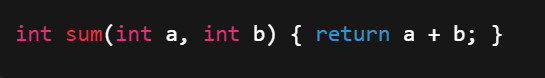 int sum(int a, int b) { return a + b; }